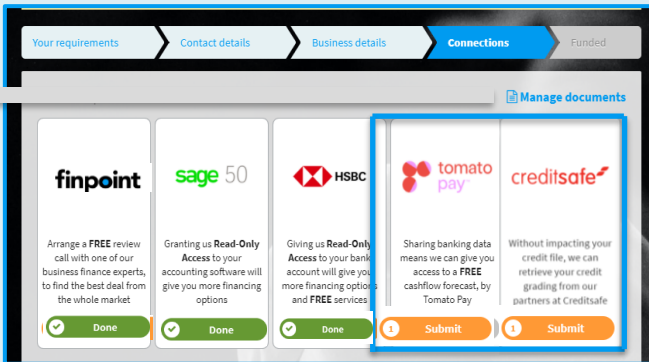 Your requirements
Contact details
Business details
Connections
Funded
Manage documents
finpoint
Arrange a FREE review
call with one of our
business finance experts,
to find the best deal from
the whole market
Done
sage 50
Granting us Read-Only
Access to your
accounting software will
give you more financing
options
Done
HSBC
Giving us Read-Only
Access to your bank
account will give you
more financing options
and FREE services
Done
tomato
pay
Sharing banking data
means we can give you
access to a FREE
cashflow forecast, by
Tomato Pay
1 Submit
creditsafe
Without impacting your
credit file, we can
retrieve your credit
grading from our
partners at Creditsafe
1 Submit